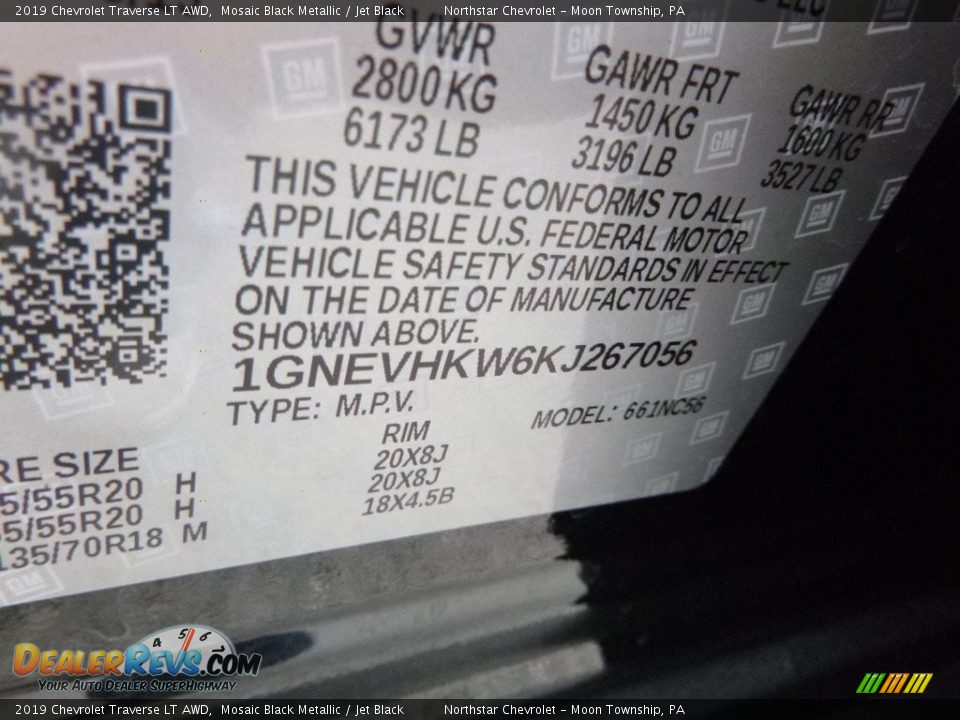 2019 Chevrolet Traverse LT AWD, Mosaic Black Metallic / Jet Black Northstar Chevrolet – Moon Township, PA
GVWR GAWR FRT GAWR RR
2800 KG 1450 KG 1600 KG
6173 LB 3196 LB 3527 LB
THIS VEHICLE CONFORMS TO ALL
APPLICABLE U.S. FEDERAL MOTOR
VEHICLE SAFETY STANDARDS IN EFFECT
ON THE DATE OF MANUFACTURE
SHOWN ABOVE.
1GNEVHKW6KJ267056
TYPE: M.P.V. MODEL: 661NC56
RE SIZE RIM
5/55R20 H 20X8J
5/55R20 H 20X8J
135/70R18 M 18X4.5B
GM
DEALERREVS.COM
4 5 6
YOUR AUTO DEALER SUPERHIGHWAY
2019 Chevrolet Traverse LT AWD, Mosaic Black Metallic / Jet Black Northstar Chevrolet – Moon Township, PA